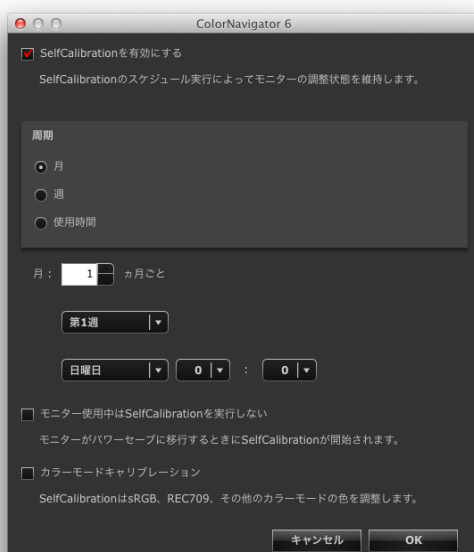 ColorNavigator 6
SelfCalibrationを有効にする
SelfCalibrationのスケジュール実行によってモニターの調整状態を維持します。
周期
月
週
使用時間
月： 1 ヵ月ごと
第1週
日曜日 0 : 0
モニター使用中はSelfCalibrationを実行しない
モニターがパワーセーブに移行するときにSelfCalibrationが開始されます。
カラーモードキャリブレーション
SelfCalibrationはsRGB、REC709、その他のカラーモードの色を調整します。
キャンセル OK